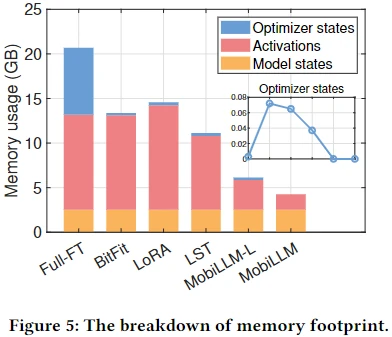 25
20
15
10
5
0
Memory usage (GB)
Optimizer states
Activations
Model states
Optimizer states
0.08
0.06
0.04
0.02
0
Full-FT
BitFit
LoRA
LST
MobiLLM-L
MobiLLM
Figure 5: The breakdown of memory footprint.